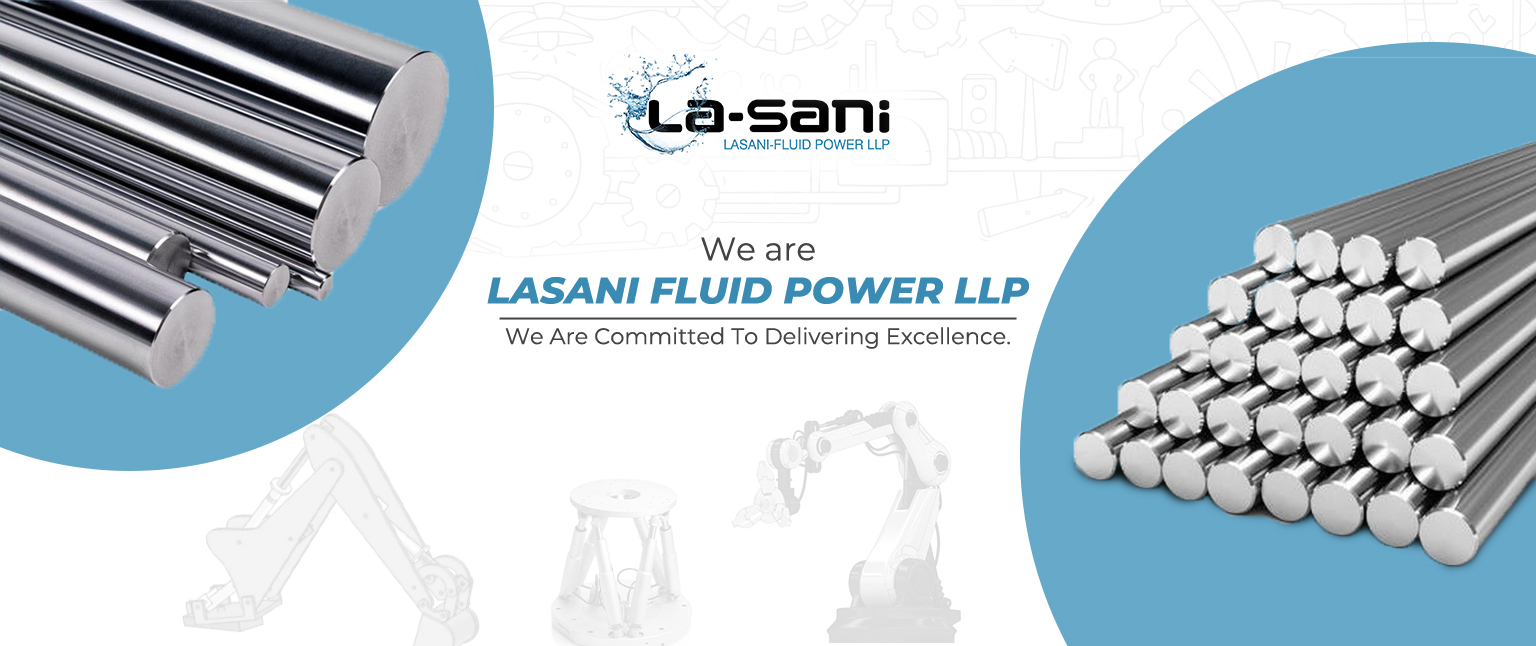 La-sani
LASANI-FLUID POWER LLP
We are
LASANI FLUID POWER LLP
We Are Committed To Delivering Excellence.